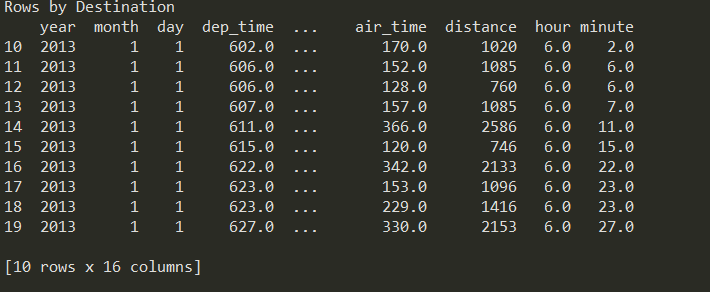 Rows by Destination
    year  month  day  dep_time  ...    air_time  distance  hour minute
10  2013      1    1     602.0  ...       170.0      1020   6.0    2.0
11  2013      1    1     606.0  ...       152.0      1085   6.0    6.0
12  2013      1    1     606.0  ...       128.0       760   6.0    6.0
13  2013      1    1     607.0  ...       157.0      1085   6.0    7.0
14  2013      1    1     611.0  ...       366.0      2586   6.0   11.0
15  2013      1    1     615.0  ...       120.0       746   6.0   15.0
16  2013      1    1     622.0  ...       342.0      2133   6.0   22.0
17  2013      1    1     623.0  ...       153.0      1096   6.0   23.0
18  2013      1    1     623.0  ...       229.0      1416   6.0   23.0
19  2013      1    1     627.0  ...       330.0      2153   6.0   27.0
[10 rows x 16 columns]